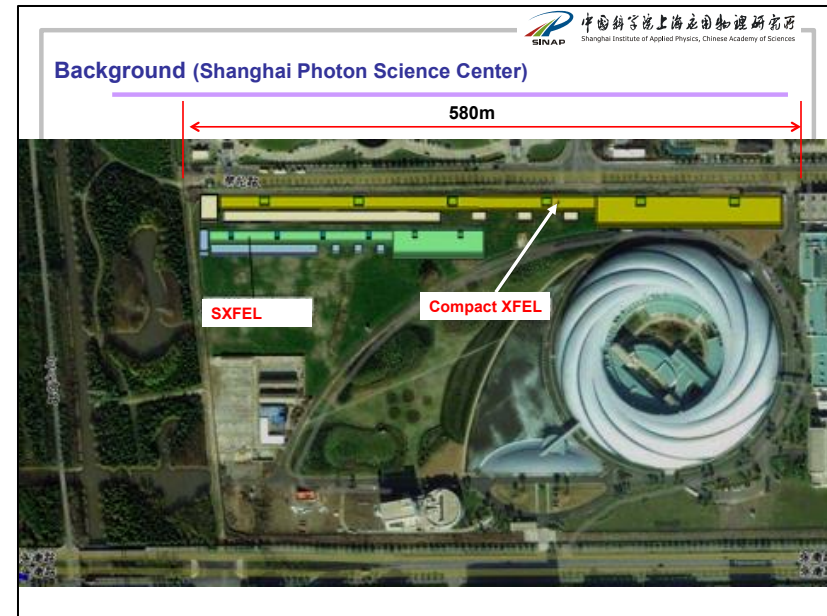 中国科学院上海应用物理研究所
SINAP
Shanghai Institute of Applied Physics, Chinese Academy of Sciences
Background (Shanghai Photon Science Center)
580m
SXFEL
Compact XFEL